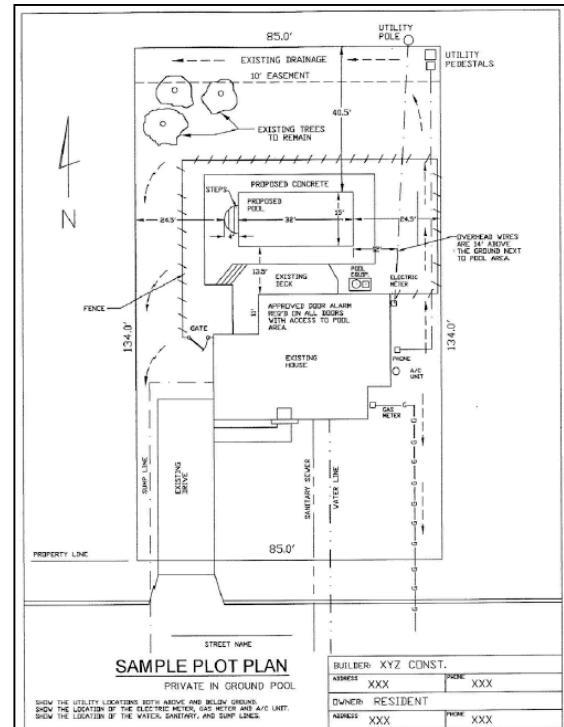 85.0'
UTILITY
POLE
UTILITY
PEDESTALS
EXISTING DRAINAGE
10' EASEMENT
40.5'
EXISTING TREES
TO REMAIN
N
STEPS
PROPOSED CONCRETE
PROPOSED
POOL
24.5'
4'
32'
15'
24.5'
OVERHEAD WIRES
ARE 14' ABOVE
THE GROUND NEXT
TO POOL AREA
13.5'
EXISTING
DECK
POOL
EQUIP.
ELECTRIC
METER
FENCE
APPROVED DOOR ALARM
REQ'D ON ALL DOORS
WITH ACCESS TO POOL
AREA
11'
GATE
134.0'
134.0'
EXISTING
HOUSE
PHONE
A/C
UNIT
GAS
METER
G
SUMP LINE
EXISTING
DRIVE
SANITARY SEWER
WATER LINE
G
G
G
G
G
G
G
G
PROPERTY LINE
85.0'
STREET NAME
SAMPLE PLOT PLAN
PRIVATE IN GROUND POOL
SHOW THE UTILITY LOCATIONS BOTH ABOVE AND BELOW GROUND.
SHOW THE LOCATION OF THE ELECTRIC METER, GAS METER AND A/C UNIT.
SHOW THE LOCATION OF THE WATER, SANITARY, AND SUMP LINES.
BUILDER: XYZ CONST.
ADDRESS XXX PHONE XXX
OWNER: RESIDENT
ADDRESS XXX PHONE XXX